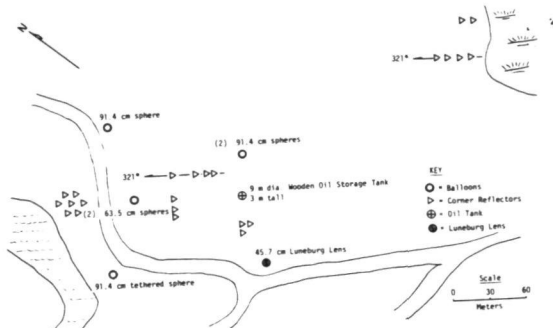 N
321°
91.4 cm sphere
(2) 91.4 cm spheres
321°
9 m dia. Wooden Oil Storage Tank
3 m tall
(2) 63.5 cm spheres
KEY
= Balloons
= Corner Reflectors
= Oil Tank
= Luneburg Lens
45.7 cm Luneburg Lens
91.4 cm tethered sphere
Scale
0 30 60
Meters